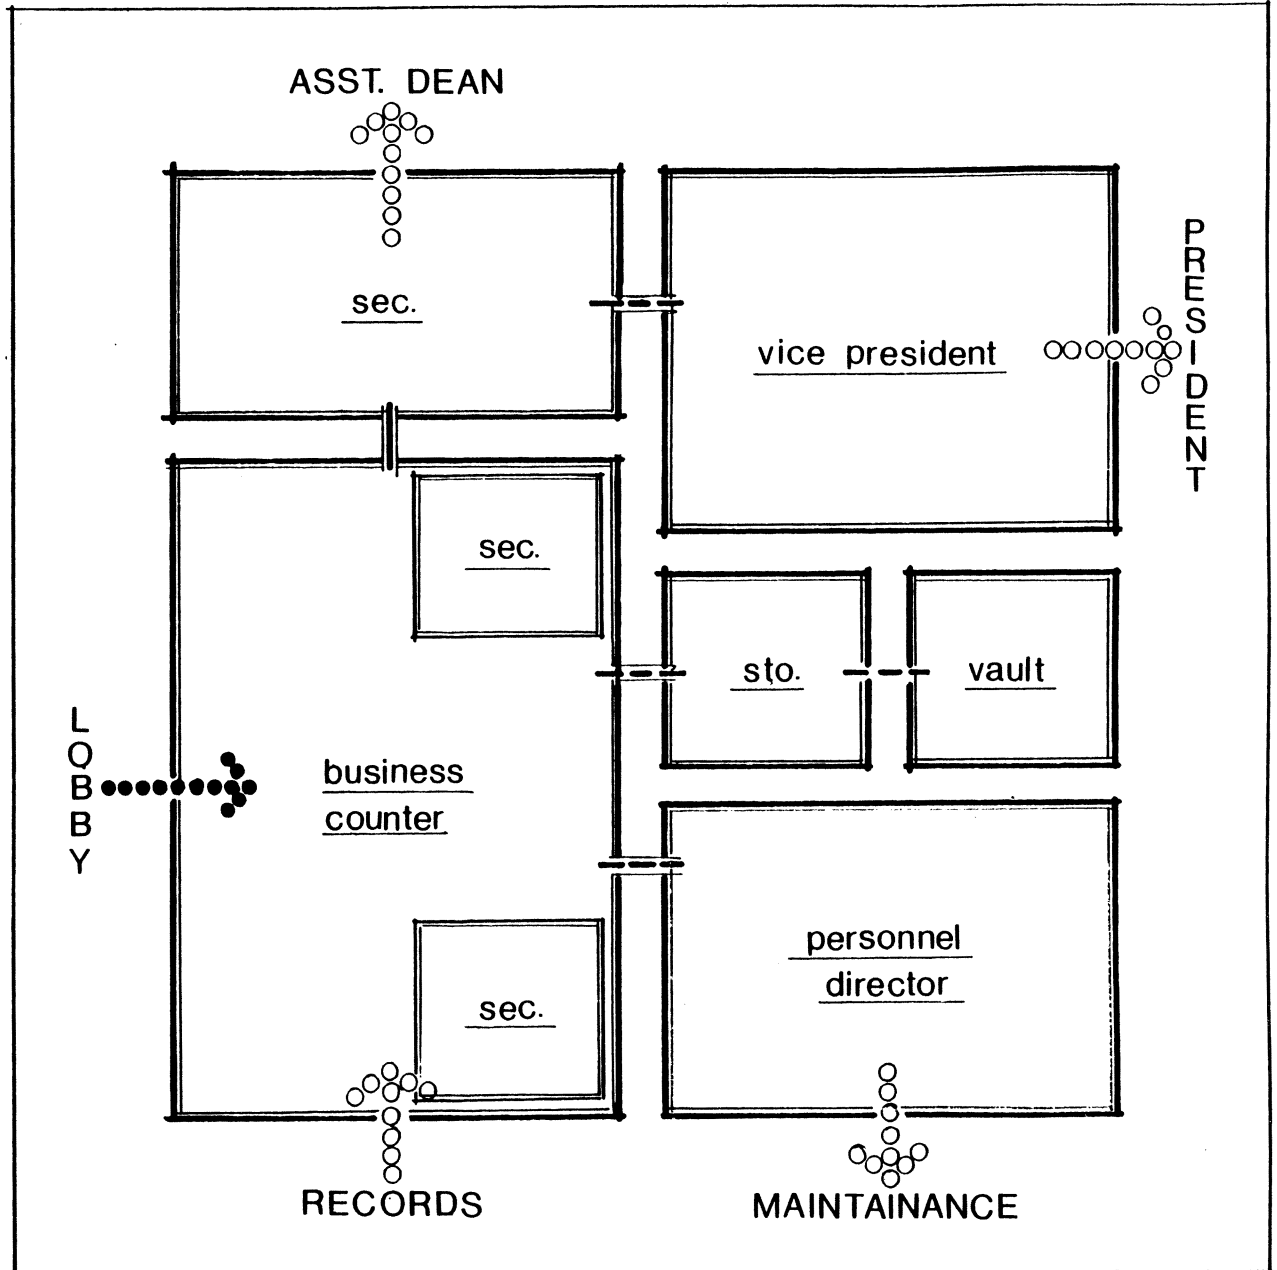 ASST. DEAN
PRESIDENT
sec.
vice president
sec.
sto.
vault
LOBBY
business
counter
personnel
director
sec.
RECORDS
MAINTAINANCE